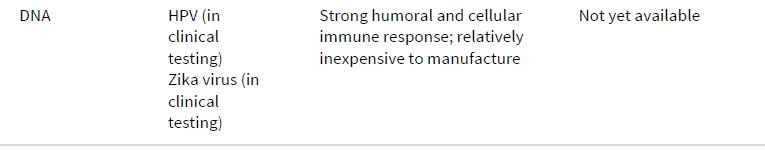 DNA
HPV (in
clinical
testing)
Zika virus (in
clinical
testing)
Strong humoral and cellular
immune response; relatively
inexpensive to manufacture
Not yet available